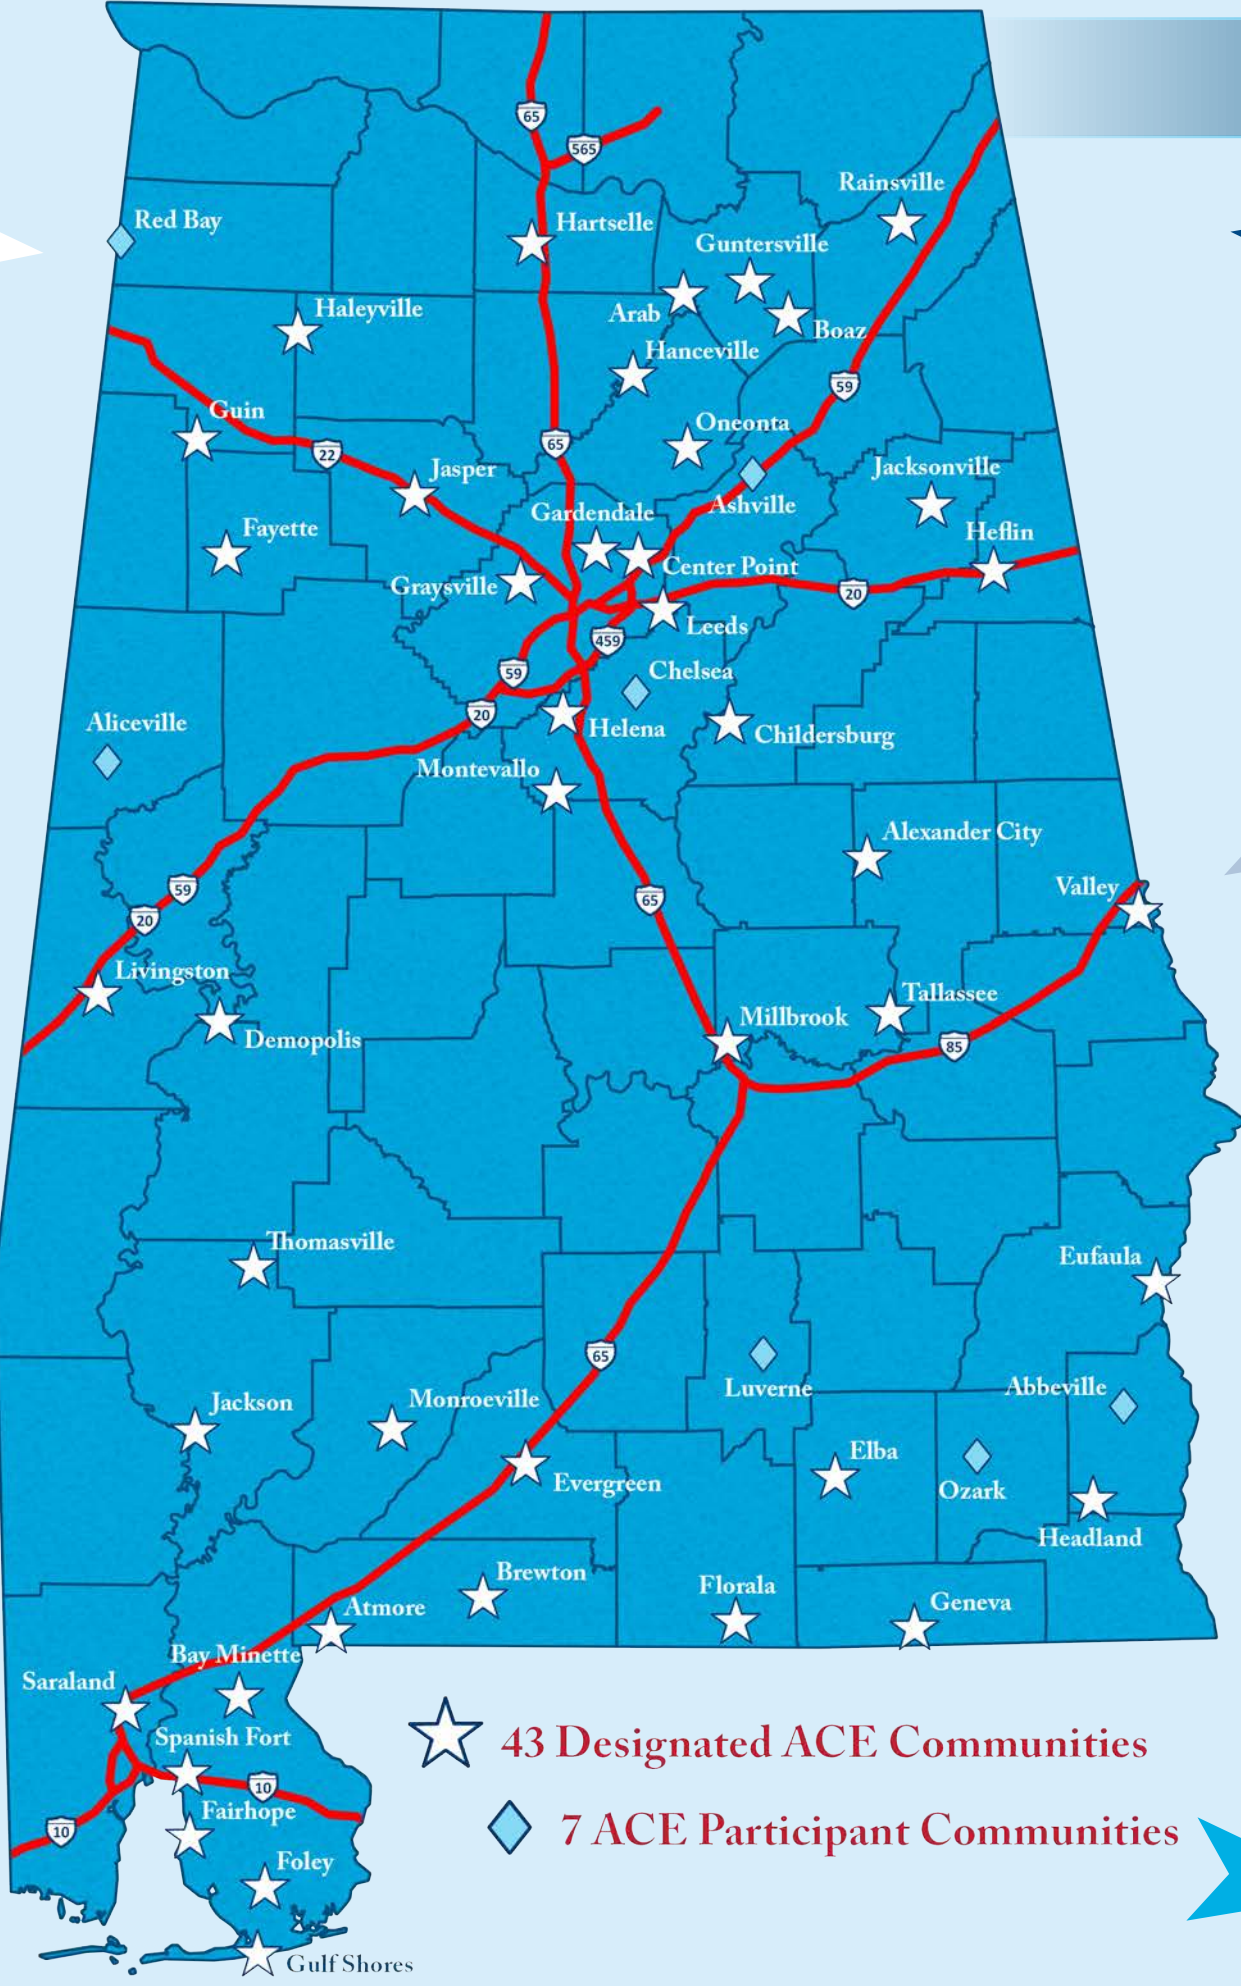 65
565
Rainsville
Red Bay
Hartselle
Guntersville
Haleyville
Arab
Boaz
Hanceville
59
Guin
Oneonta
65
22
Jasper
Jacksonville
Ashville
Gardendale
Fayette
Heflin
Center Point
Graysville
20
Leeds
459
59
Chelsea
20
Aliceville
Helena
Childersburg
Montevallo
Alexander City
59
Valley
65
20
Livingston
Tallassee
Millbrook
Demopolis
85
Thomasville
Eufaula
65
Luverne
Abbeville
Jackson
Monroeville
Elba
Evergreen
Ozark
Headland
Brewton
Florala
Geneva
Atmore
Bay Minette
Saraland
Spanish Fort
43 Designated ACE Communities
10
Fairhope
10
7 ACE Participant Communities
Foley
Gulf Shores